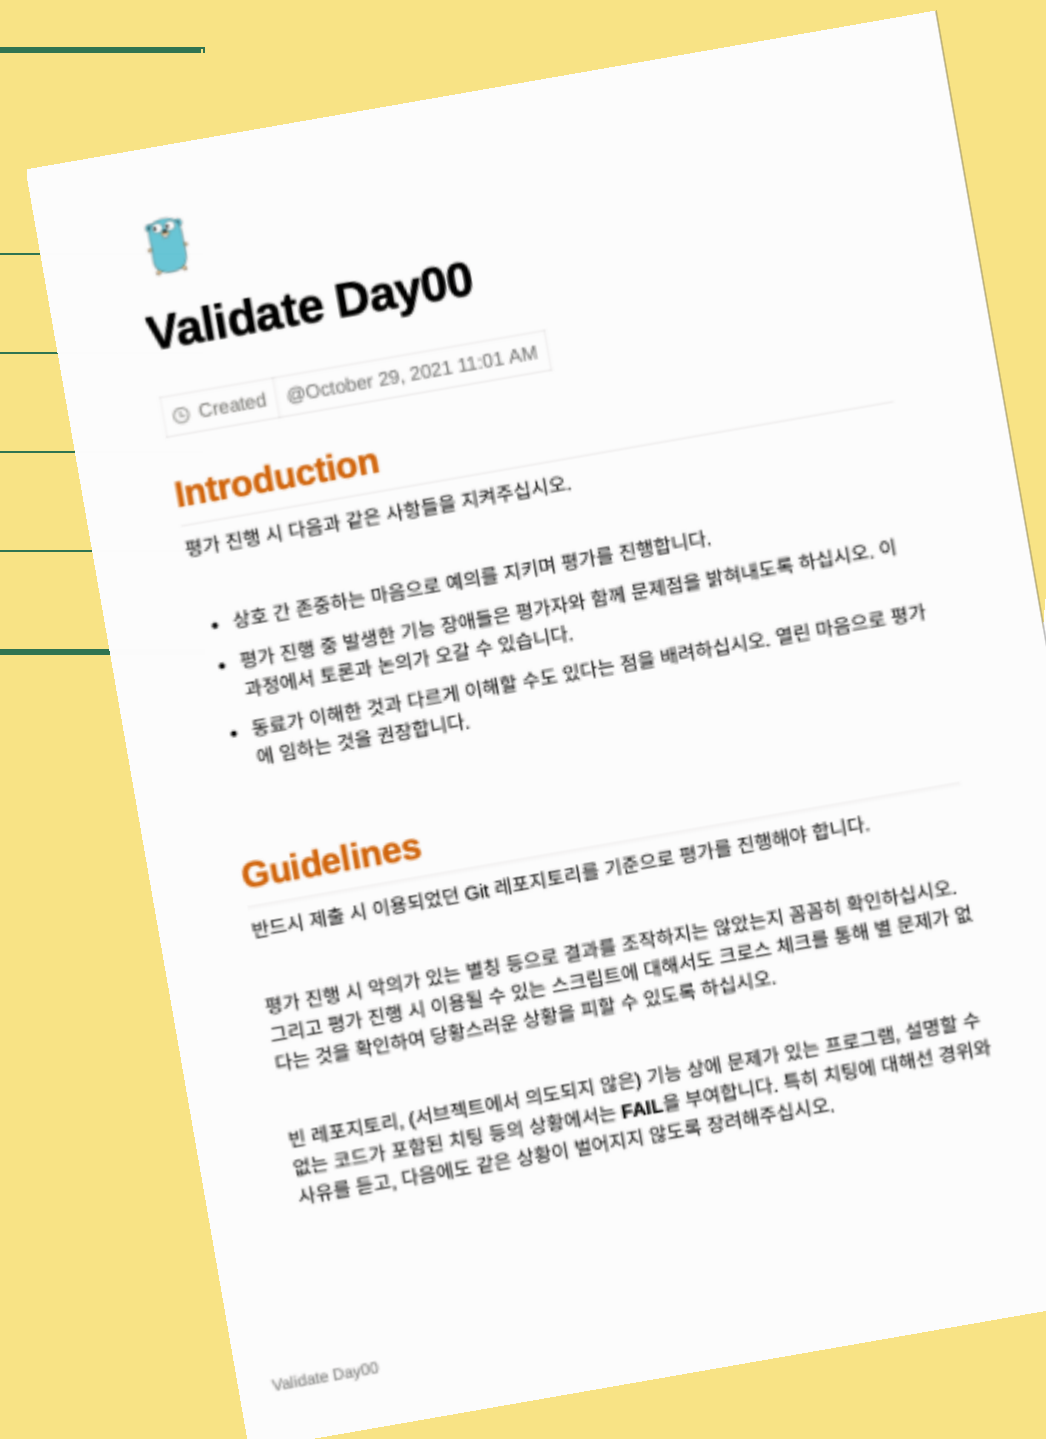 Validate Day00
Created @October 29, 2021 11:01 AM
Introduction
평가 진행 시 다음과 같은 사항들을 지켜주십시오.
• 상호 간 존중하는 마음으로 예의를 지키며 평가를 진행합니다.
• 평가 진행 중 발생한 기능 장애들은 평가자와 함께 문제점을 밝혀내도록 하십시오. 이
과정에서 토론과 논의가 오갈 수 있습니다.
• 동료가 이해한 것과 다르게 이해할 수도 있다는 점을 배려하십시오. 열린 마음으로 평가
에 임하는 것을 권장합니다.
Guidelines
반드시 제출 시 이용되었던 Git 레포지토리를 기준으로 평가를 진행해야 합니다.
평가 진행 시 악의가 있는 별칭 등으로 결과를 조작하지는 않았는지 꼼꼼히 확인하십시오.
그리고 평가 진행 시 이용될 수 있는 스크립트에 대해서도 크로스 체크를 통해 별 문제가 없
다는 것을 확인하여 당황스러운 상황을 피할 수 있도록 하십시오.
빈 레포지토리, (서브젝트에서 의도되지 않은) 기능 상에 문제가 있는 프로그램, 설명할 수
없는 코드가 포함된 치팅 등의 상황에서는 FAIL을 부여합니다. 특히 치팅에 대해선 경위와
사유를 듣고, 다음에도 같은 상황이 벌어지지 않도록 장려해주십시오.
Validate Day00